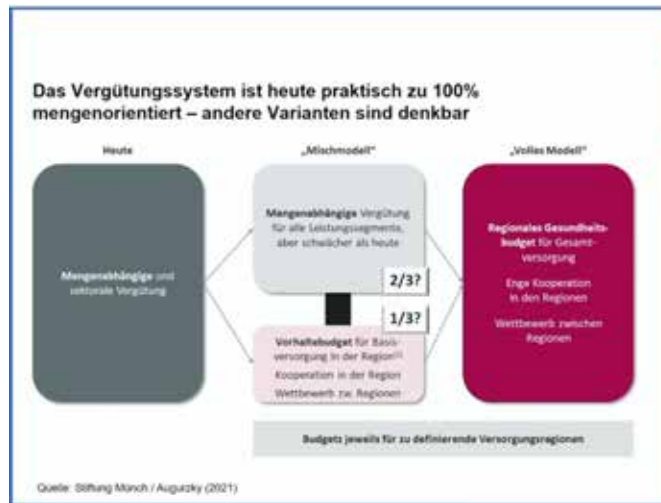 Das Vergütungssystem ist heute praktisch zu 100%
mengenorientiert – andere Varianten sind denkbar
Heute
„Mischmodell“
„Volles Modell“
Mengenabhängige und
sektorale Vergütung
Mengenabhängige Vergütung
für alle Leistungssegmente,
aber schwächer als heute
2/3?
1/3?
Vorhaltebudget für Basis-
versorgung in der Region
Kooperation in der Region
Wettbewerb zw. Regionen
Regionales Gesundheits-
budget für Gesamt-
versorgung
Enge Kooperation
in den Regionen
Wettbewerb zwischen
Regionen
Budgets jeweils für zu definierende Versorgungsregionen
Quelle: Stiftung Münch / Augurzky (2021)